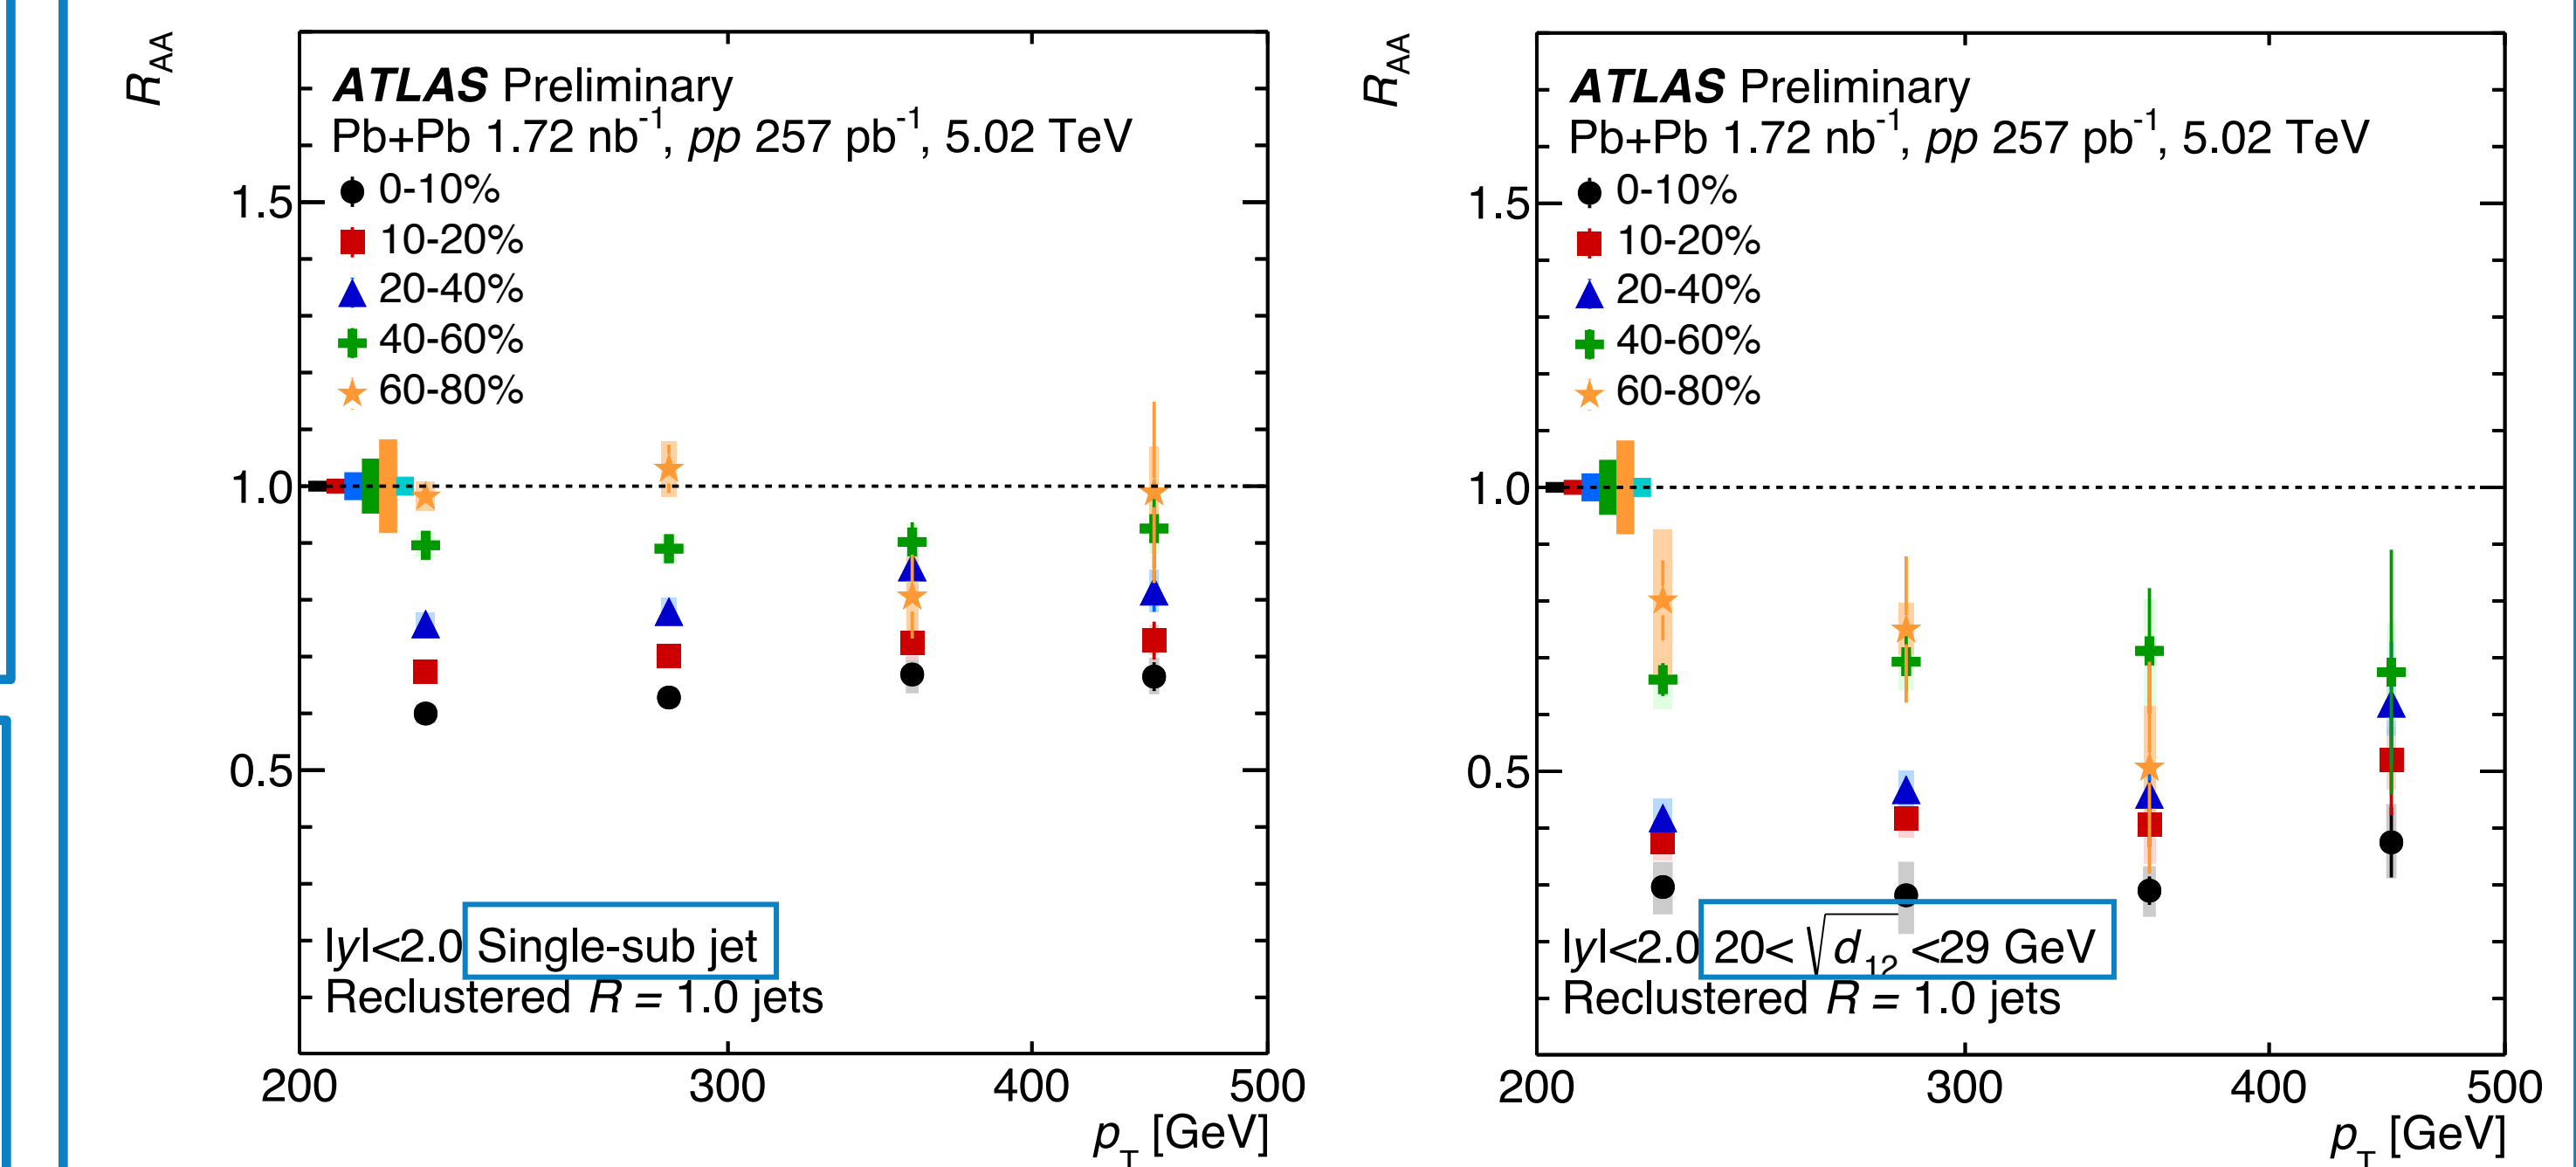 R_AA
ATLAS Preliminary
Pb+Pb 1.72 nb⁻¹, pp 257 pb⁻¹, 5.02 TeV
0-10%
10-20%
20-40%
40-60%
60-80%
1.5
1.0
0.5
|y|<2.0 Single-sub jet
Reclustered R = 1.0 jets
200 300 400 500
p_T [GeV]
R_AA
ATLAS Preliminary
Pb+Pb 1.72 nb⁻¹, pp 257 pb⁻¹, 5.02 TeV
0-10%
10-20%
20-40%
40-60%
60-80%
1.5
1.0
0.5
|y|<2.0 20< √d₁₂ <29 GeV
Reclustered R = 1.0 jets
200 300 400 500
p_T [GeV]